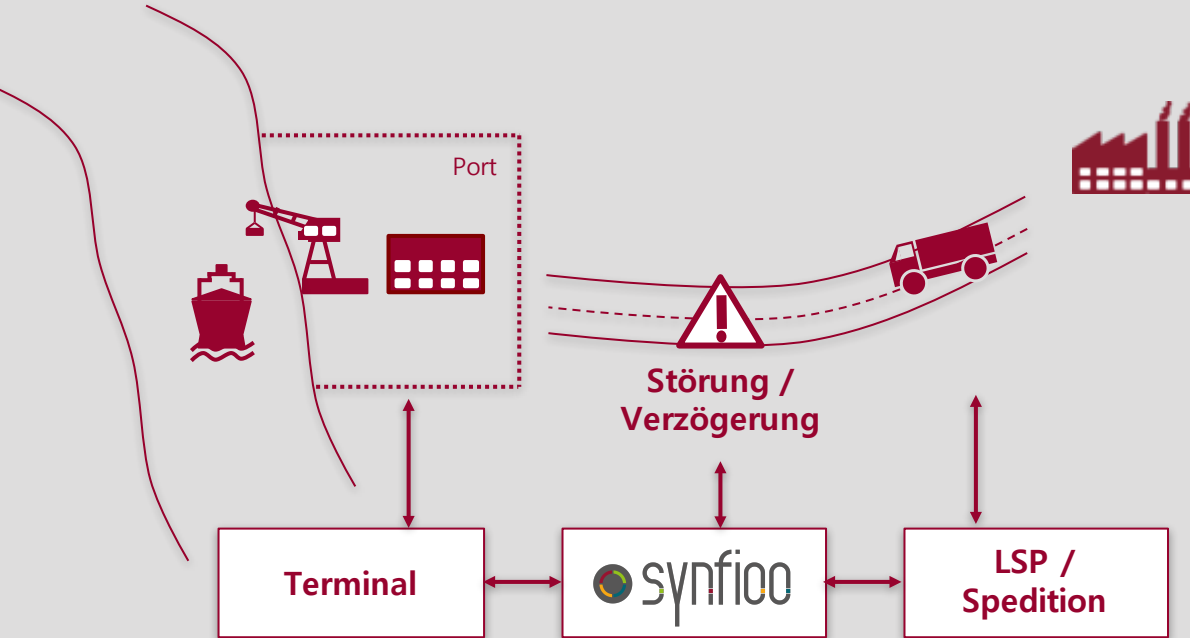 Port
Störung /
Verzögerung
Terminal
synfioo
LSP /
Spedition